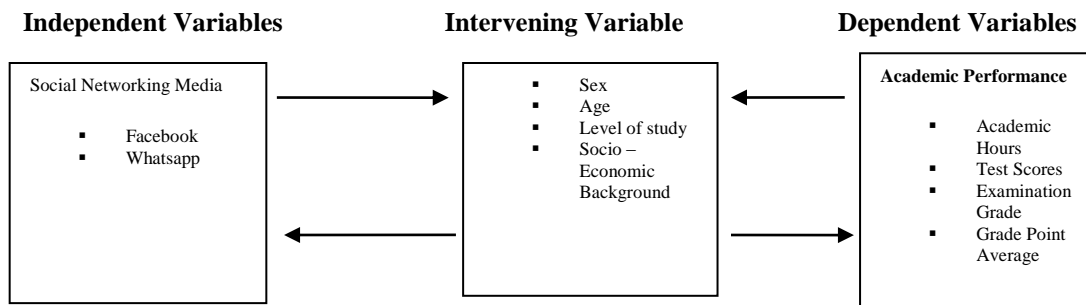 Independent Variables
Intervening Variable
Dependent Variables
Social Networking Media
▪ Facebook
▪ Whatsapp
▪ Sex
▪ Age
▪ Level of study
▪ Socio –
Economic
Background
Academic Performance
▪ Academic
Hours
▪ Test Scores
▪ Examination
Grade
▪ Grade Point
Average